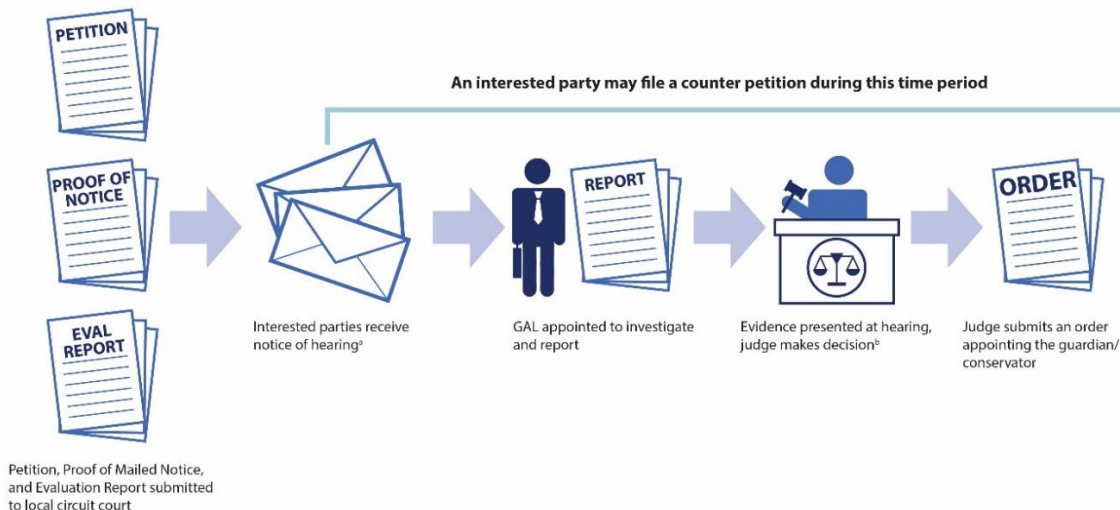 PETITION
An interested party may file a counter petition during this time period
PROOF OF
NOTICE
REPORT
ORDER
EVAL
REPORT
Interested parties receive
notice of hearingᵃ
GAL appointed to investigate
and report
Evidence presented at hearing,
judge makes decisionᵇ
Judge submits an order
appointing the guardian/
conservator
Petition, Proof of Mailed Notice,
and Evaluation Report submitted
to local circuit court